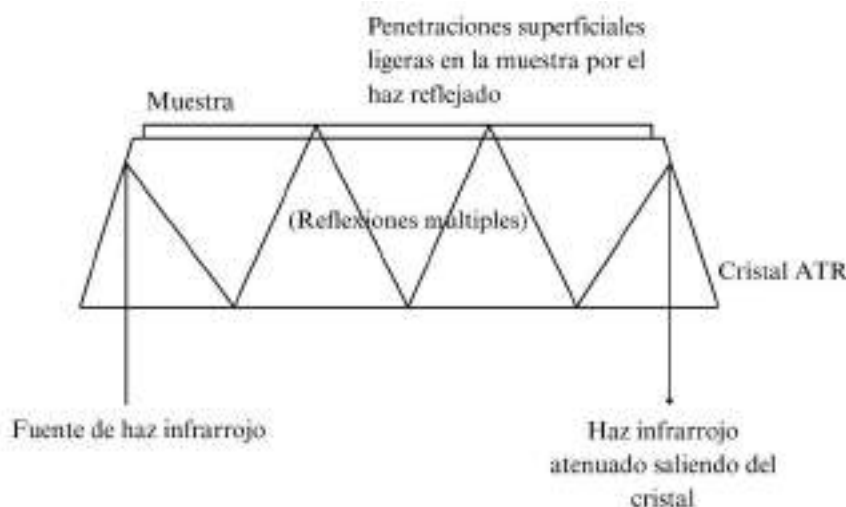 Penetraciones superficiales
ligeras en la muestra por el
haz reflejado
Muestra
(Reflexiones múltiples)
Cristal ATR
Fuente de haz infrarrojo
Haz infrarrojo
atenuado saliendo del
cristal